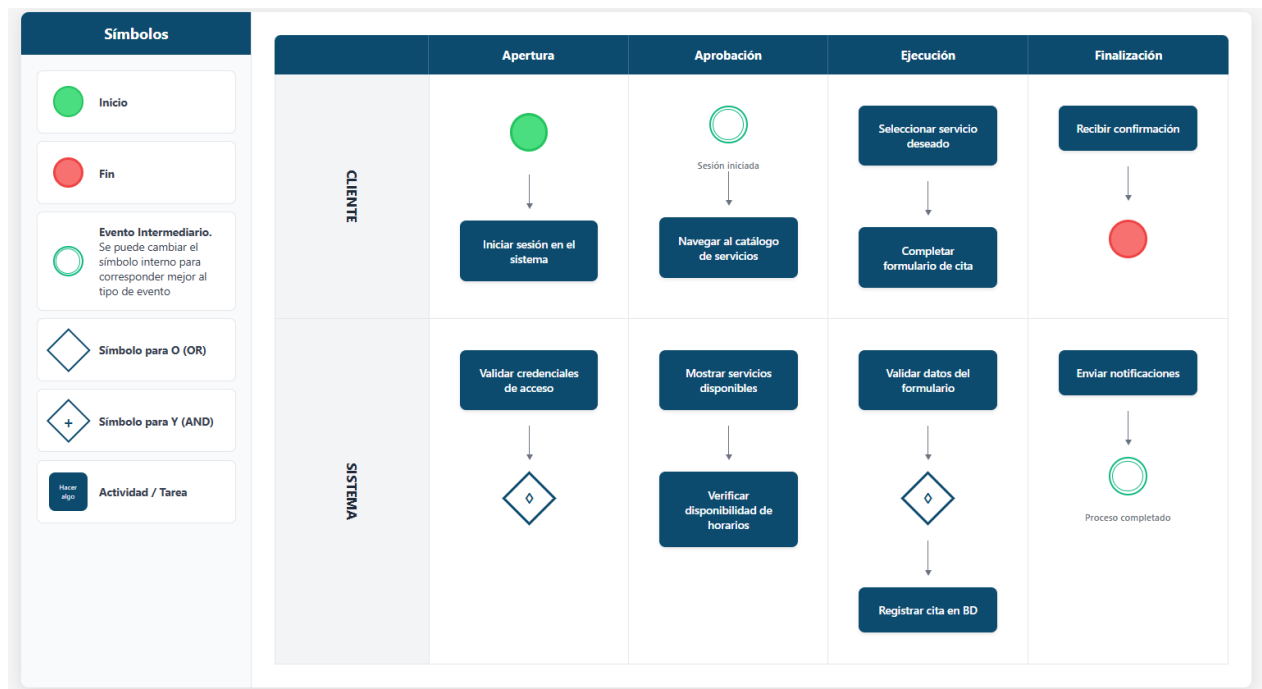 Símbolos
Inicio
Fin
Evento Intermediario.
Se puede cambiar el
símbolo interno para
corresponder mejor al
tipo de evento
Símbolo para O (OR)
+
Símbolo para Y (AND)
Hacer
algo
Actividad / Tarea
Apertura
Aprobación
Ejecución
Finalización
CLIENTE
Iniciar sesión en el
sistema
Sesión iniciada
Navegar al catálogo
de servicios
Seleccionar servicio
deseado
Completar
formulario de cita
Recibir confirmación
SISTEMA
Validar credenciales
de acceso
◊
Mostrar servicios
disponibles
Verificar
disponibilidad de
horarios
Validar datos del
formulario
◊
Registrar cita en BD
Enviar notificaciones
Proceso completado